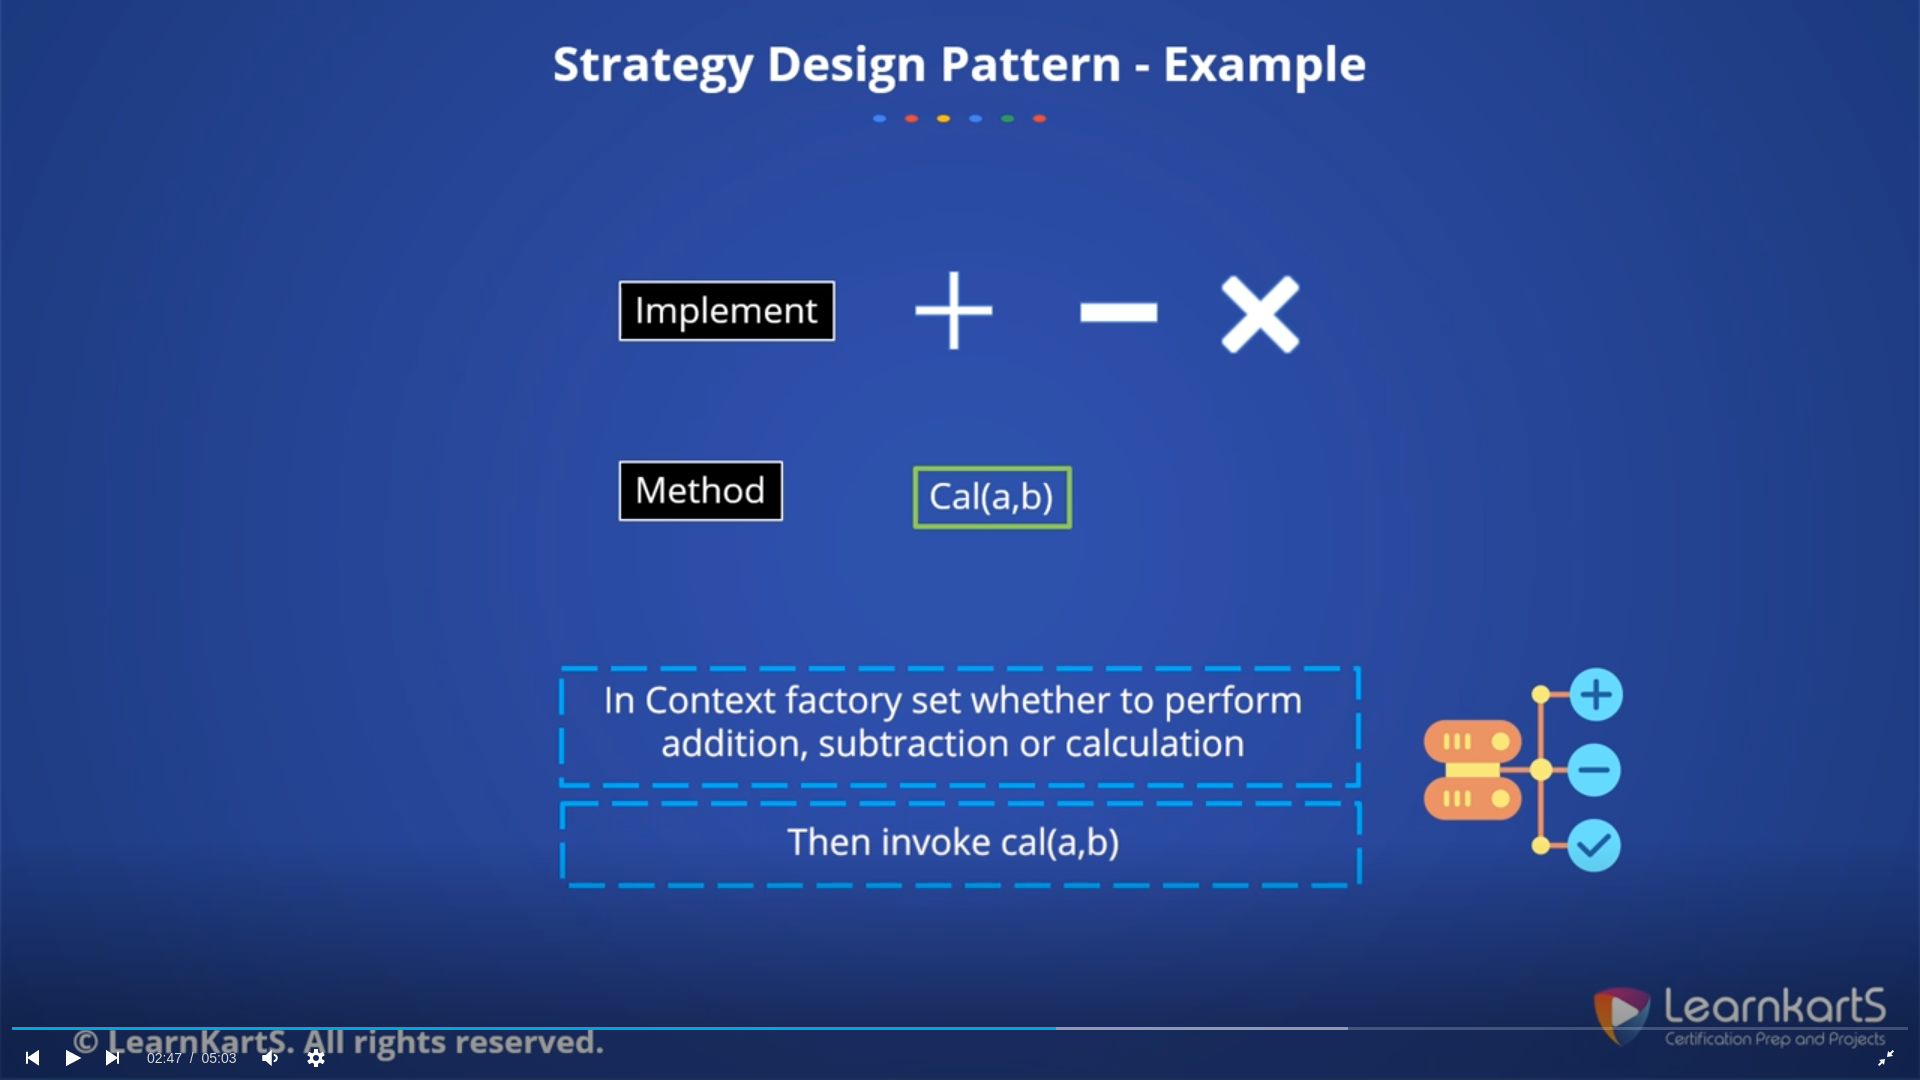 Strategy Design Pattern - Example
Implement
Method
Cal(a,b)
In Context factory set whether to perform
addition, subtraction or calculation
Then invoke cal(a,b)
LearnkartS
Certification Prep and Projects
© LearnKartS. All rights reserved.
02:47 / 05:03